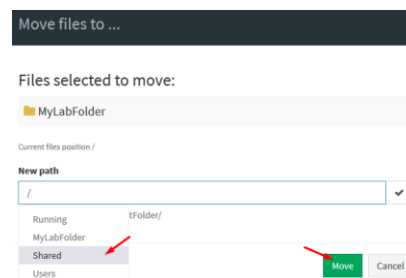 Move files to ...
Files selected to move:
MyLabFolder
Current files position /
New path
/
Running
tFolder/
MyLabFolder
Shared
Users
Move Cancel